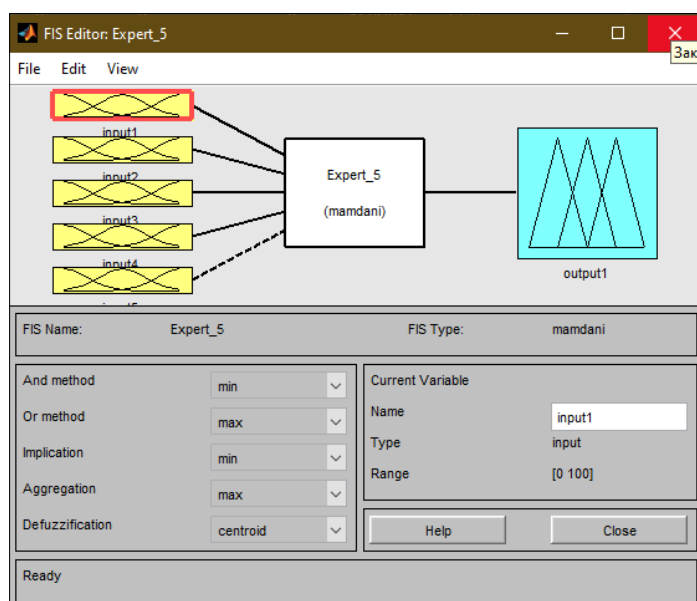 FIS Editor: Expert_5
Зак
File Edit View
input1
input2
input3
input4
Expert_5
(mamdani)
output1
FIS Name: Expert_5 FIS Type: mamdani
And method min
Or method max
Implication min
Aggregation max
Defuzzification centroid
Current Variable
Name input1
Type input
Range [0 100]
Help Close
Ready